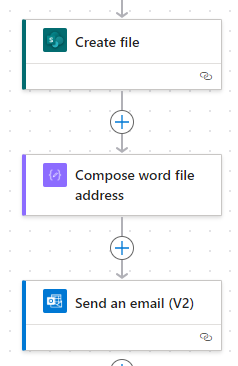 Create file
Compose word file
address
Send an email (V2)